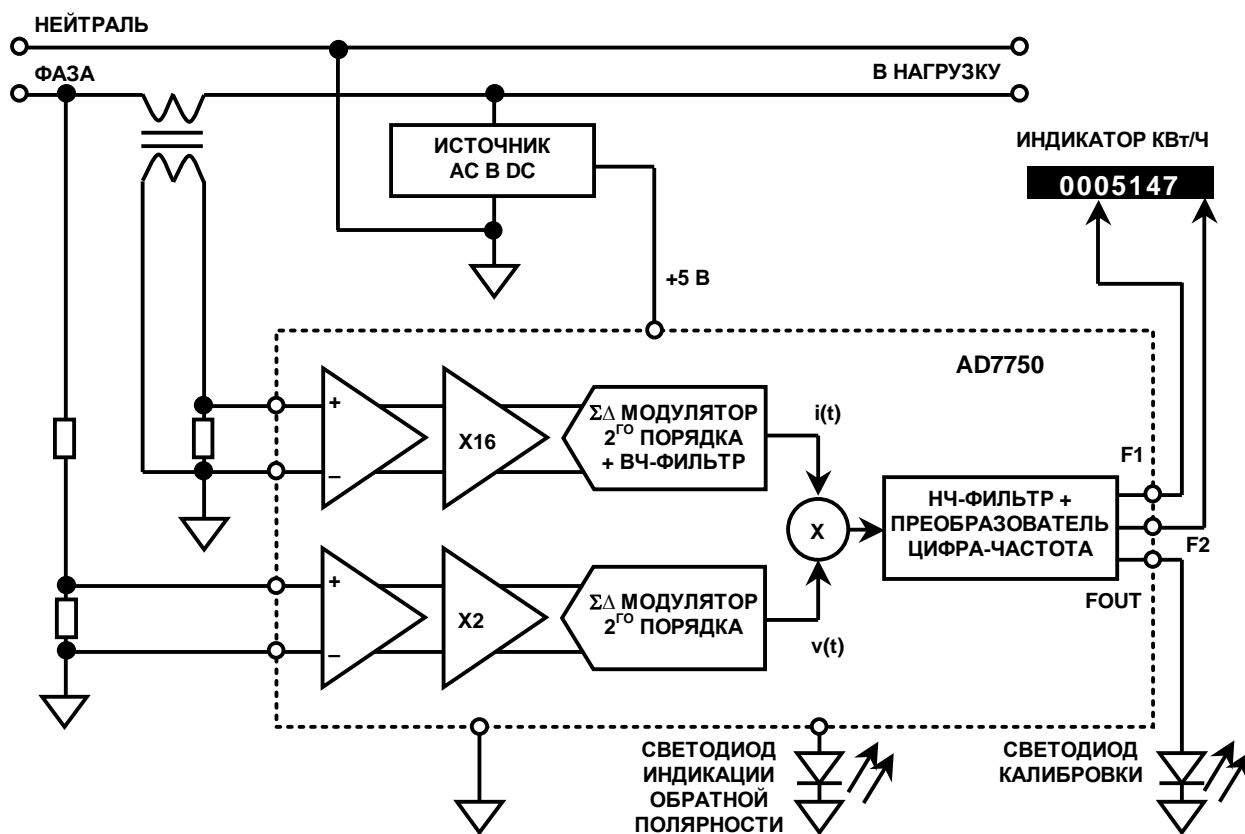 НЕЙТРАЛЬ
ФАЗА
В НАГРУЗКУ
ИСТОЧНИК
AC В DC
ИНДИКАТОР КВт/Ч
0005147
+5 В
AD7750
+
–
X16
ΣΔ МОДУЛЯТОР
2ГО ПОРЯДКА
+ ВЧ-ФИЛЬТР
i(t)
F1
X
НЧ-ФИЛЬТР +
ПРЕОБРАЗОВАТЕЛЬ
ЦИФРА-ЧАСТОТА
F2
FOUT
+
–
X2
ΣΔ МОДУЛЯТОР
2ГО ПОРЯДКА
v(t)
СВЕТОДИОД
ИНДИКАЦИИ
ОБРАТНОЙ
ПОЛЯРНОСТИ
СВЕТОДИОД
КАЛИБРОВКИ